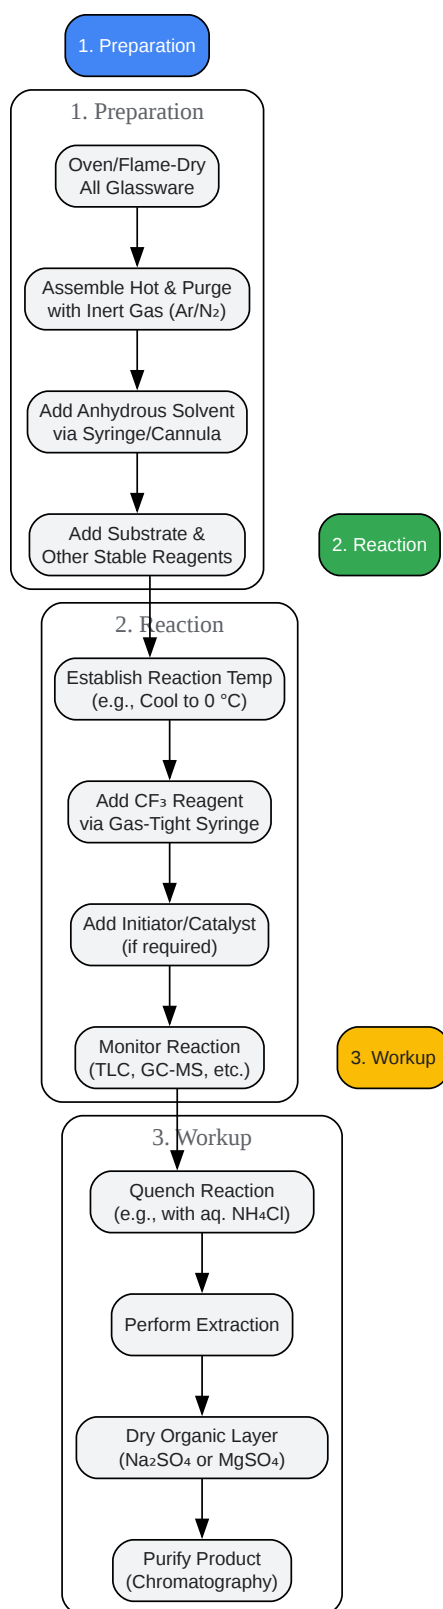 1. Preparation
1. Preparation
Oven/Flame-Dry
All Glassware
Assemble Hot & Purge
with Inert Gas (Ar/N₂)
Add Anhydrous Solvent
via Syringe/Cannula
Add Substrate &
Other Stable Reagents
2. Reaction
2. Reaction
Establish Reaction Temp
(e.g., Cool to 0 °C)
Add CF₃ Reagent
via Gas-Tight Syringe
Add Initiator/Catalyst
(if required)
Monitor Reaction
(TLC, GC-MS, etc.)
3. Workup
3. Workup
Quench Reaction
(e.g., with aq. NH₄Cl)
Perform Extraction
Dry Organic Layer
(Na₂SO₄ or MgSO₄)
Purify Product
(Chromatography)